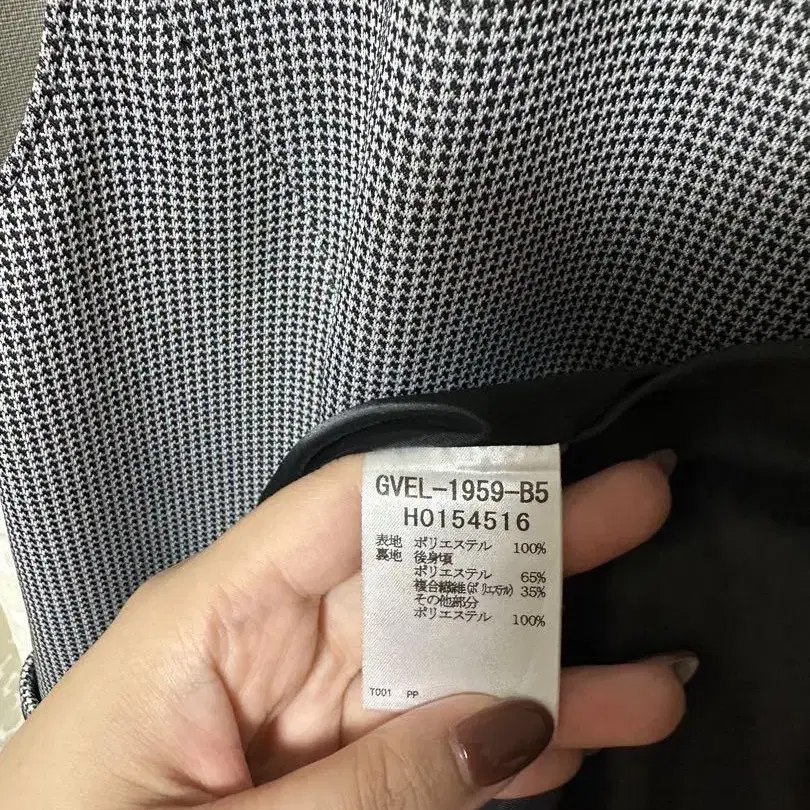 GVEL-1959-B5
H0154516
表地 ポリエステル 100%
裏地 後身頃
ポリエステル 65%
複合繊維(ポリエステル) 35%
その他部分
ポリエステル 100%
T001 PP